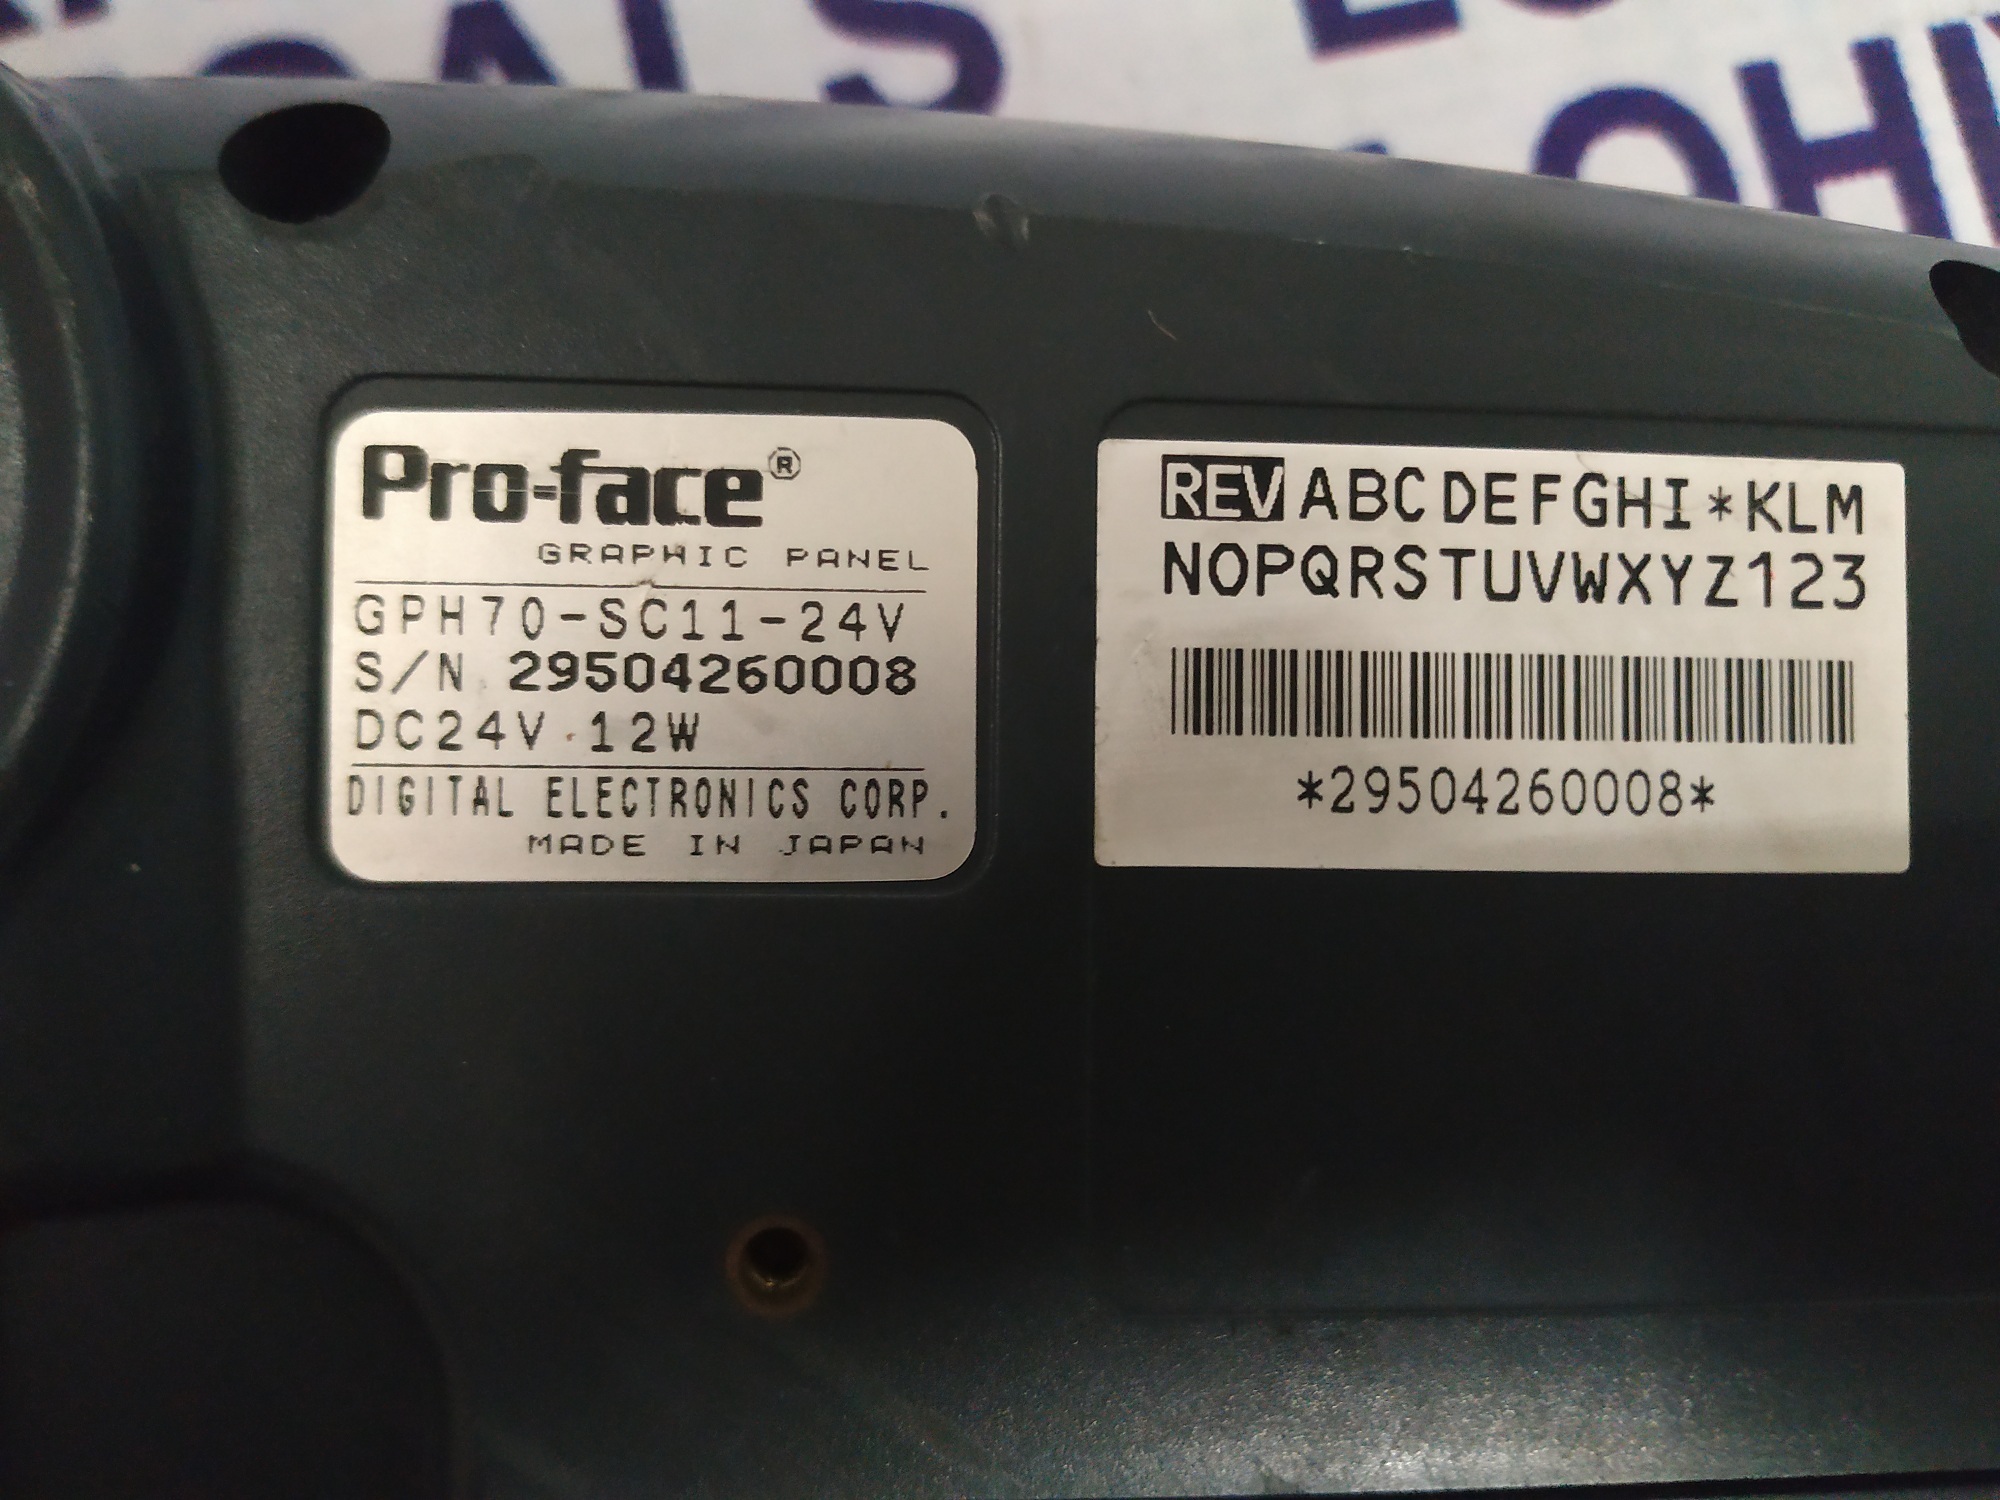 Pro-face®
GRAPHIC PANEL
GPH70-SC11-24V
S/N 29504260008
DC24V 12W
DIGITAL ELECTRONICS CORP.
MADE IN JAPAN
REV ABCDEFGHI*KLM
NOPQRSTUVWXYZ123
*29504260008*